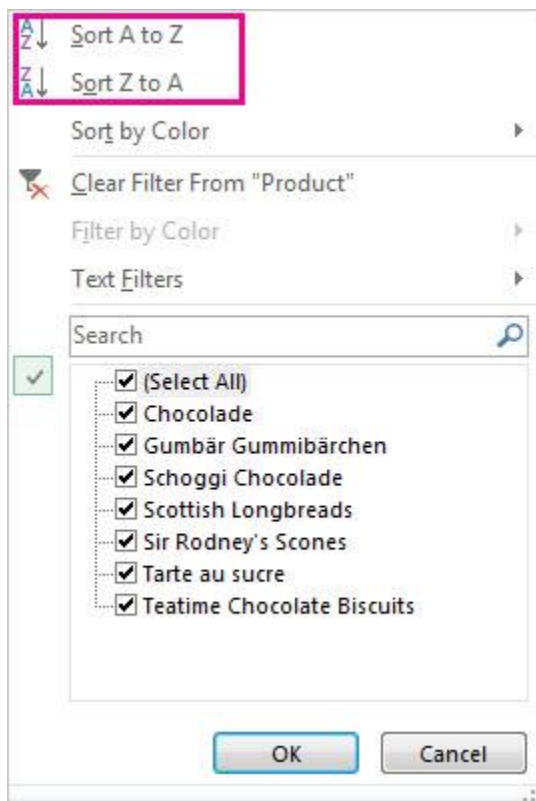 Sort A to Z
Sort Z to A
Sort by Color
Clear Filter From "Product"
Filter by Color
Text Filters
Search
(Select All)
Chocolade
Gumbär Gummibärchen
Schoggi Chocolade
Scottish Longbreads
Sir Rodney's Scones
Tarte au sucre
Teatime Chocolate Biscuits
OK Cancel